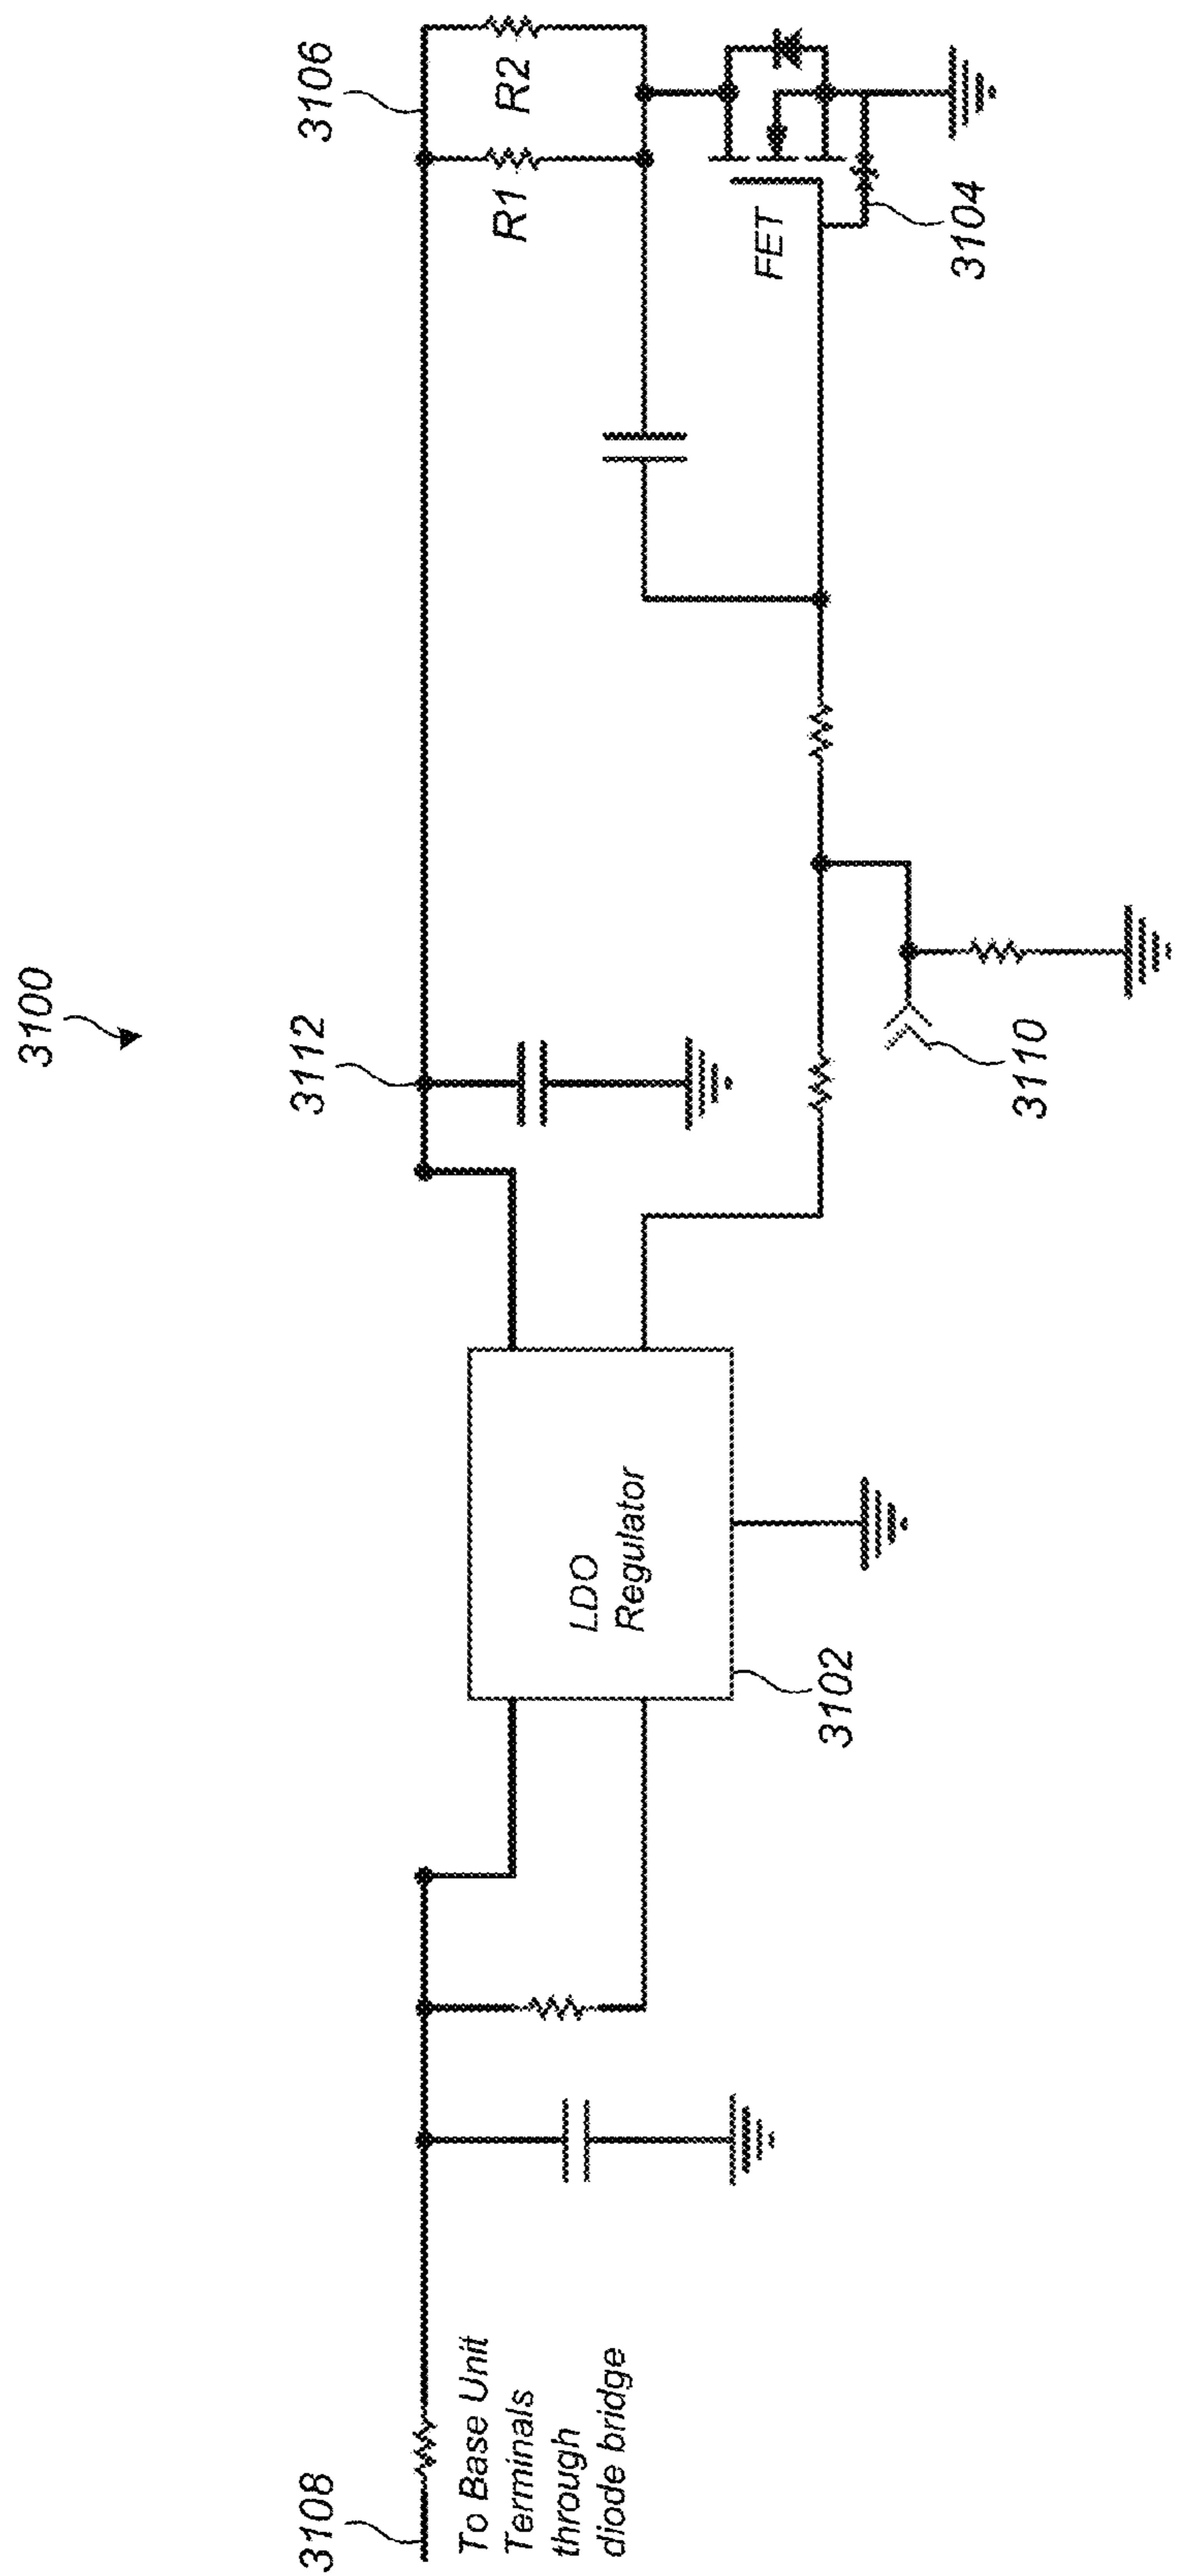 3100
3108
To Base Unit
Terminals
through
diode bridge
3102
LDO
Regulator
3112
3110
3106
R1
R2
FET
3104